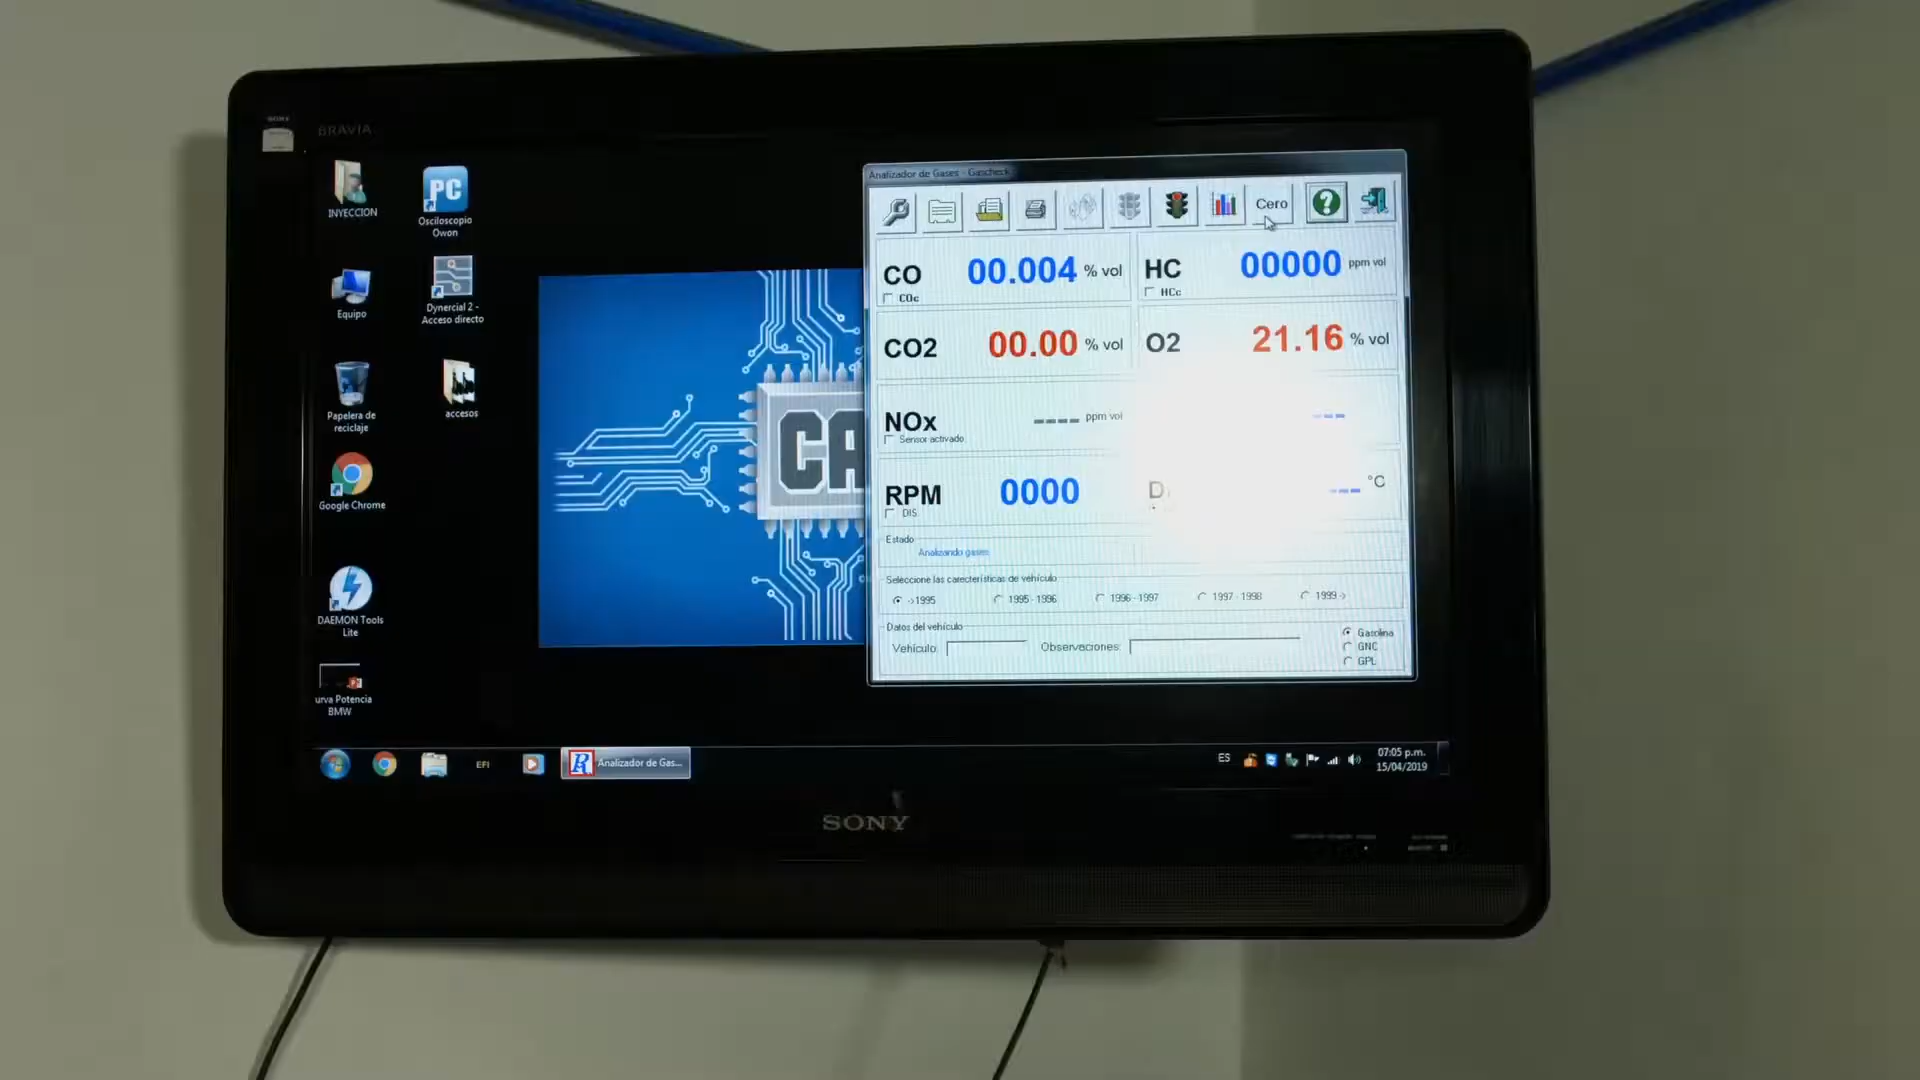 SONY
BRAVIA
INYECCION
PC
Osciloscopio
Owon
Equipo
Dynercial 2 -
Acceso directo
Papelera de
reciclaje
accesos
Google Chrome
DAEMON Tools
Lite
urva Potencia
BMW
CA
Analizador de Gases - Gascheck
Cero
?
CO 00.004 % vol
COc
HC 00000 ppm vol
HCc
CO2 00.00 % vol
O2 21.16 % vol
NOx ---- ppm vol
Sensor activado
---
RPM 0000
DIS
D
--- °C
Estado
Analizando gases
Seleccione las características de vehículo
->1995
1995 - 1996
1996 - 1997
1997 - 1998
1999 ->
Datos del vehículo
Vehículo:
Observaciones:
Gasolina
GNC
GPL
EFI
Analizador de Gas...
ES
07:05 p.m.
15/04/2019
SONY